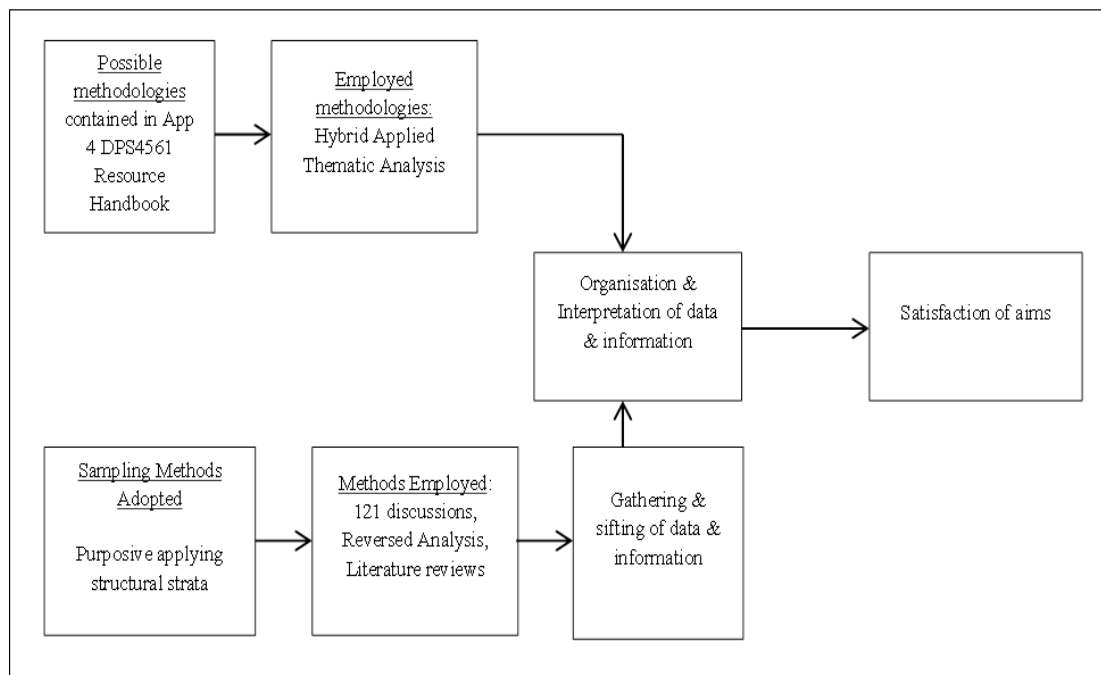 Possible
methodologies
contained in App
4 DPS4561
Resource
Handbook
Employed
methodologies:
Hybrid Applied
Thematic Analysis
Organisation &
Interpretation of data
& information
Satisfaction of aims
Sampling Methods
Adopted
Purposive applying
structural strata
Methods Employed:
121 discussions,
Reversed Analysis,
Literature reviews
Gathering &
sifting of data &
information